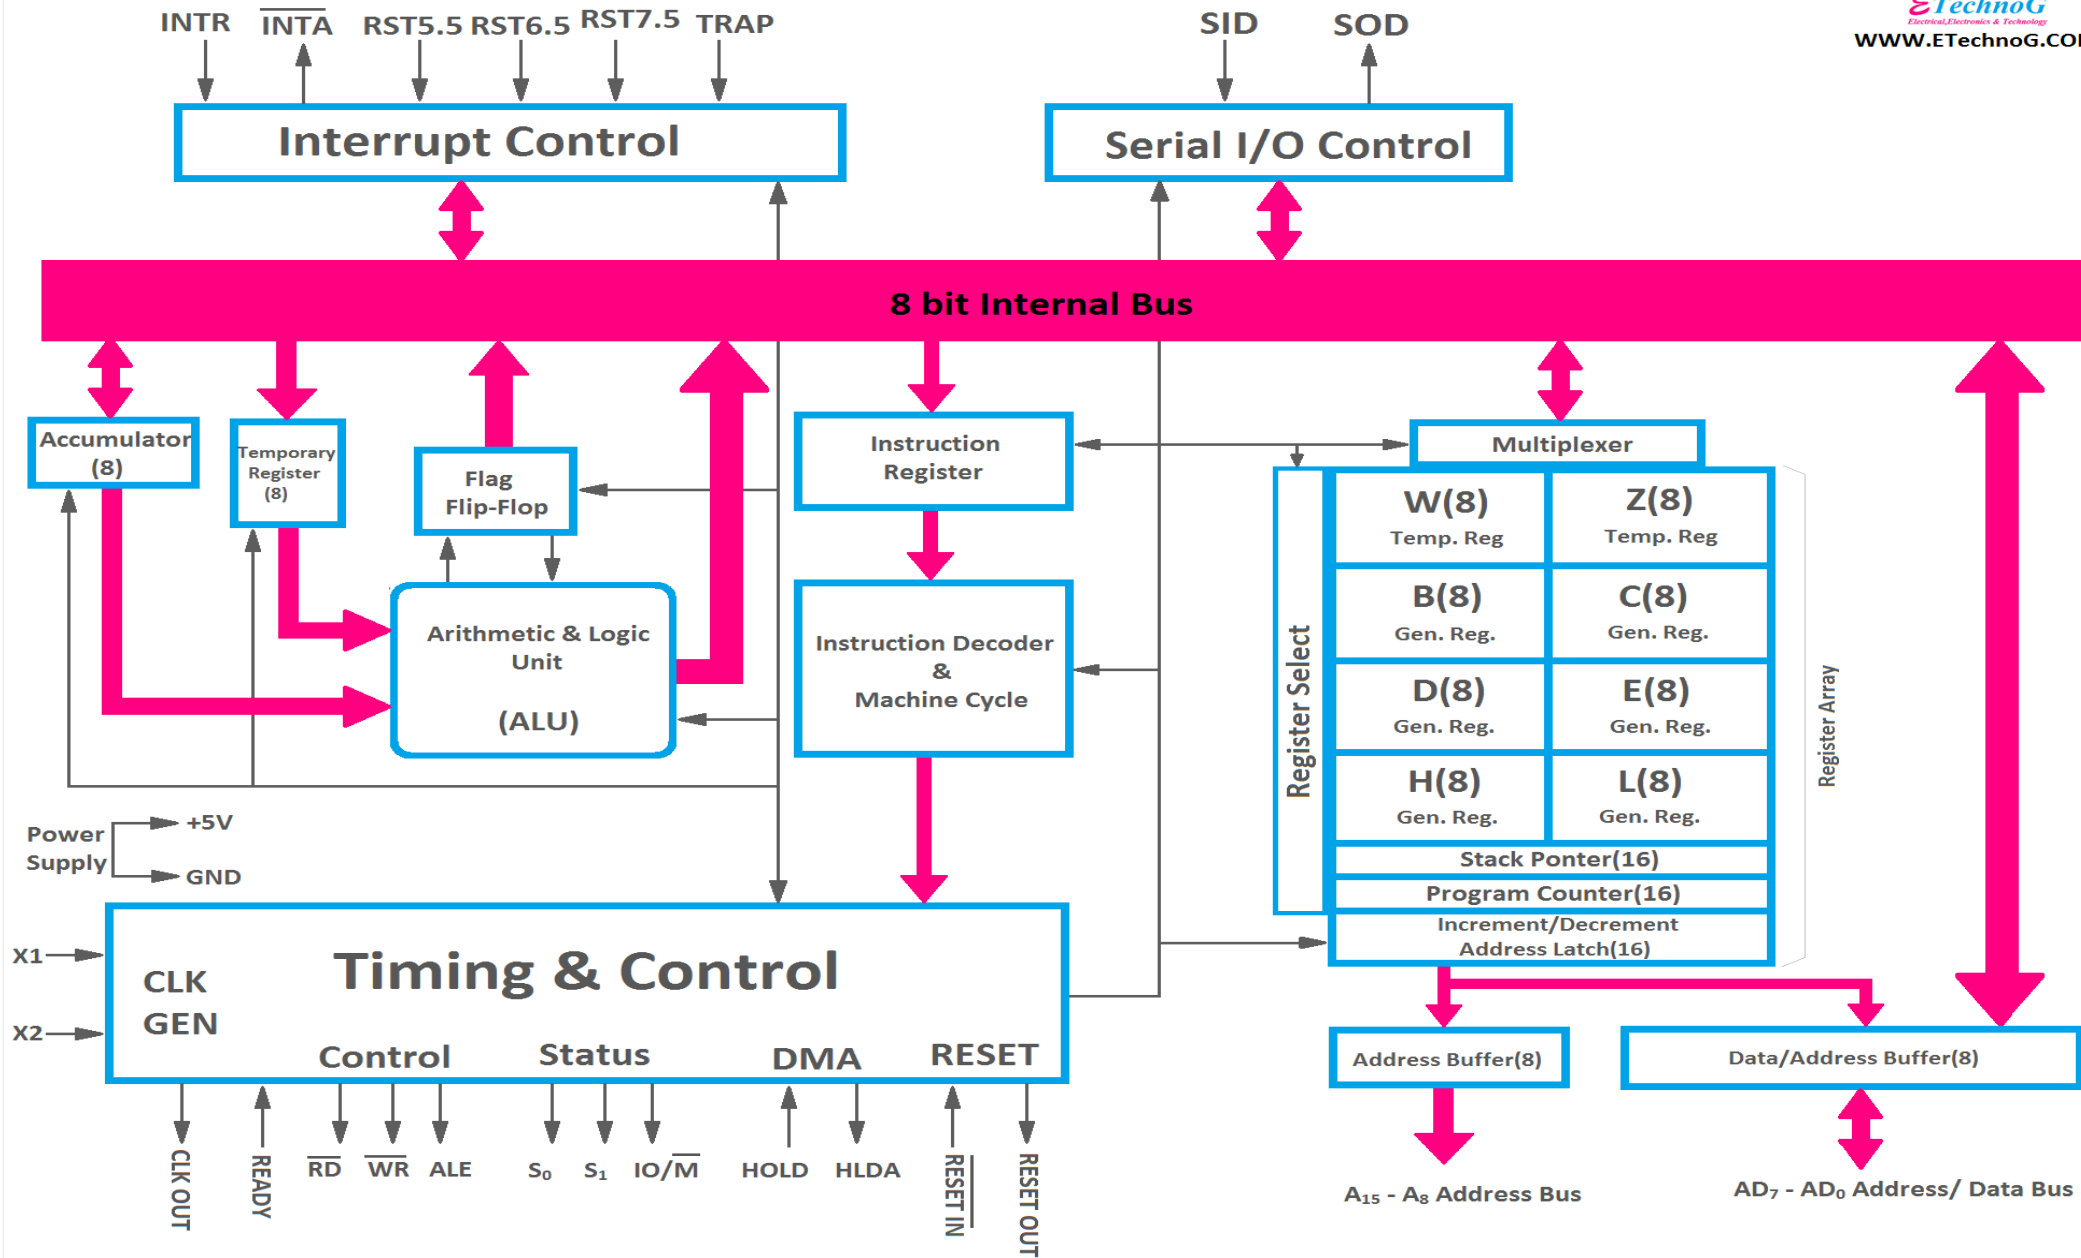 INTR INTA RST5.5 RST6.5 RST7.5 TRAP SID SOD
ETechnoG
Electrical,Electronics & Technology
WWW.ETechnoG.CO
Interrupt Control
Serial I/O Control
8 bit Internal Bus
Accumulator
(8)
Temporary
Register
(8)
Flag
Flip-Flop
Instruction
Register
Multiplexer
Arithmetic & Logic
Unit
(ALU)
Instruction Decoder
&
Machine Cycle
Register Select
W(8)
Temp. Reg
Z(8)
Temp. Reg
B(8)
Gen. Reg.
C(8)
Gen. Reg.
D(8)
Gen. Reg.
E(8)
Gen. Reg.
H(8)
Gen. Reg.
L(8)
Gen. Reg.
Stack Ponter(16)
Program Counter(16)
Increment/Decrement
Address Latch(16)
Register Array
Power
Supply
+5V
GND
X1
X2
CLK
GEN
Timing & Control
Control Status DMA RESET
CLK OUT
READY
RD WR ALE S₀ S₁ IO/M HOLD HLDA
RESET IN
RESET OUT
Address Buffer(8)
Data/Address Buffer(8)
A₁₅ - A₈ Address Bus
AD₇ - AD₀ Address/ Data Bus